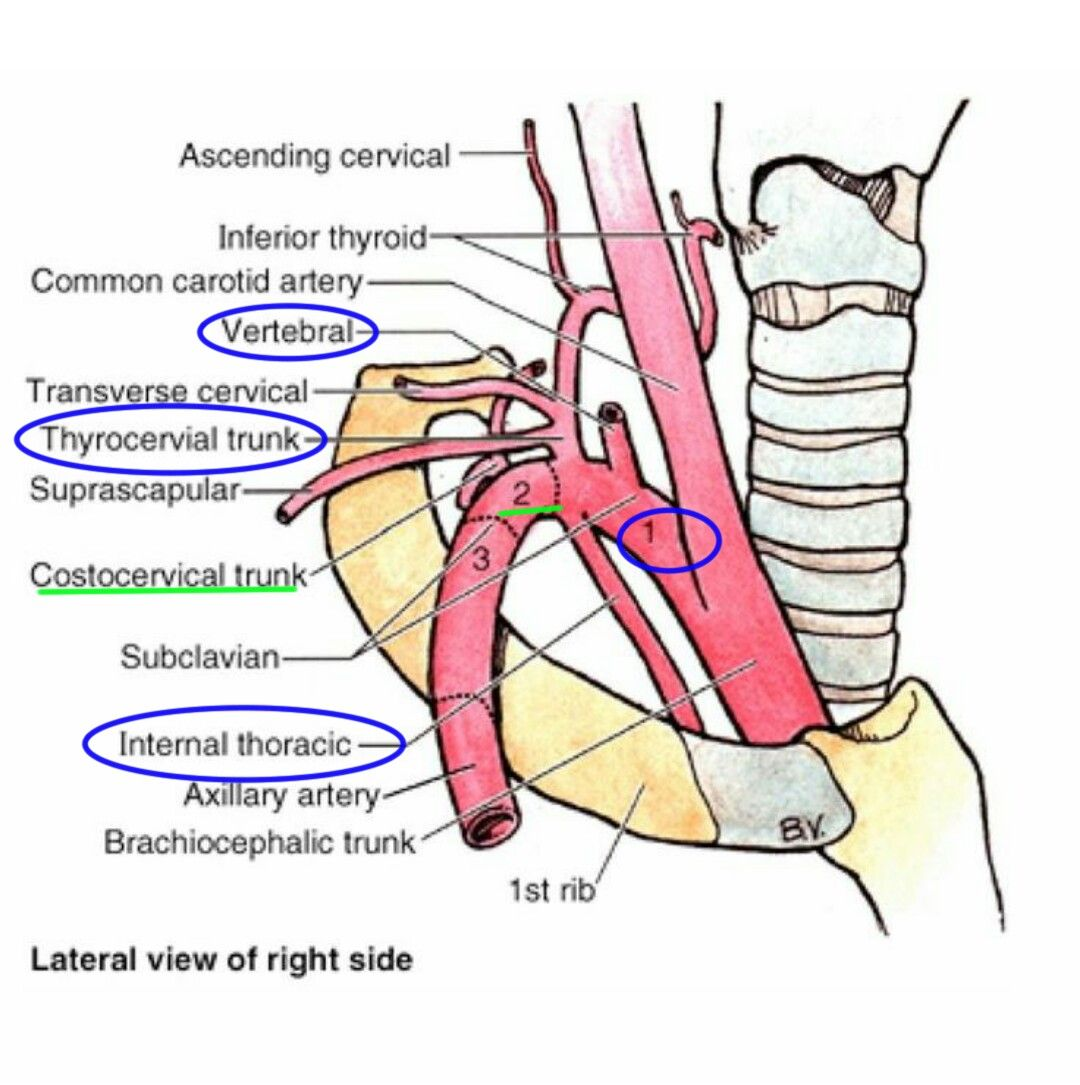 Ascending cervical
Inferior thyroid
Common carotid artery
Vertebral
Transverse cervical
Thyrocervial trunk
Suprascapular
2
1
3
Costocervical trunk
Subclavian
Internal thoracic
Axillary artery
Brachiocephalic trunk
B.V.
1st rib
Lateral view of right side